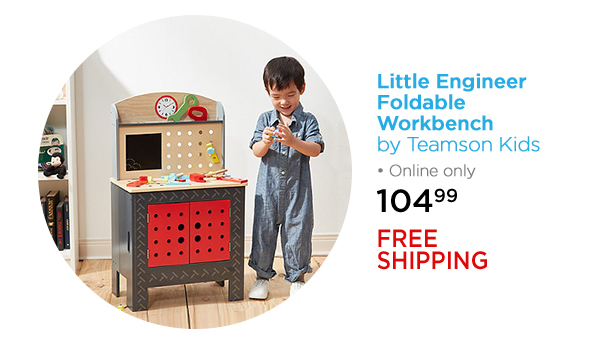 Little Engineer
Foldable
Workbench
by Teamson Kids
• Online only
104⁹⁹
FREE
SHIPPING